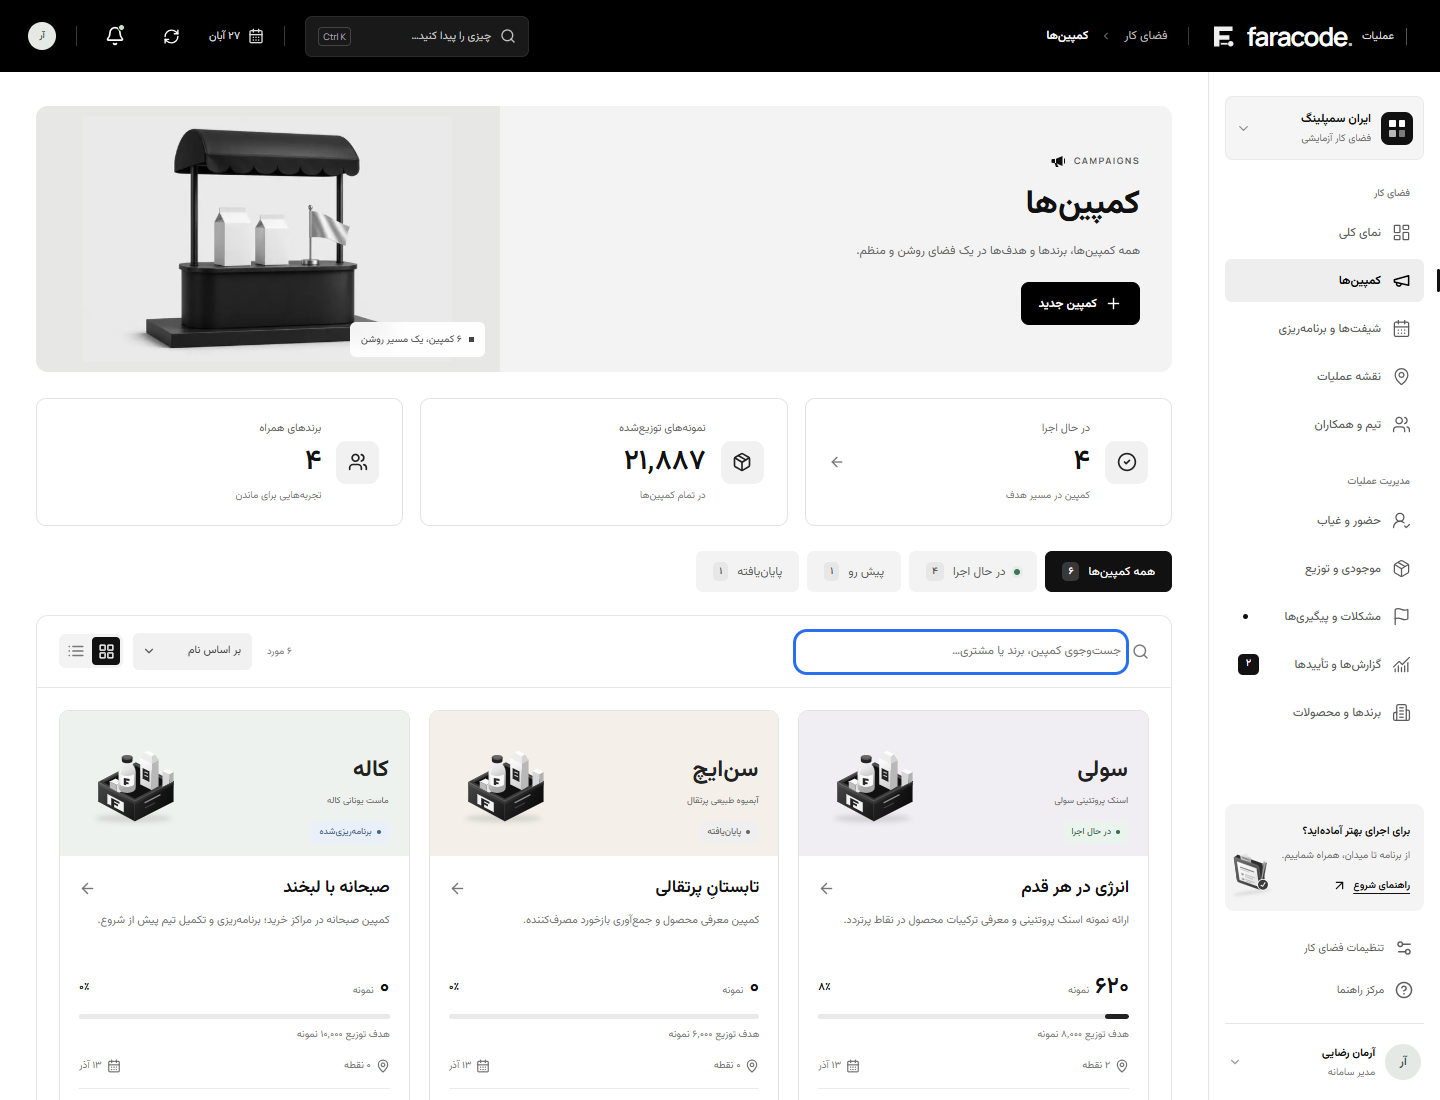 عملیات
faracode.
فضای کار
کمپین‌ها
چیزی را پیدا کنید...
Ctrl K
۲۷ آبان
آر
ایران سمپلینگ
فضای کار آزمایشی
فضای کار
نمای کلی
کمپین‌ها
شیفت‌ها و برنامه‌ریزی
نقشه عملیات
تیم و همکاران
مدیریت عملیات
حضور و غیاب
موجودی و توزیع
مشکلات و پیگیری‌ها
گزارش‌ها و تأییدها
۲
برندها و محصولات
برای اجرای بهتر آماده‌اید؟
از برنامه تا میدان، همراه شماییم.
راهنمای شروع
تنظیمات فضای کار
مرکز راهنما
آرمان رضایی
مدیر سامانه
آر
CAMPAIGNS
کمپین‌ها
همه کمپین‌ها، برندها و هدف‌ها در یک فضای روشن و منظم.
کمپین جدید
۶ کمپین، یک مسیر روشن
در حال اجرا
۴
کمپین در مسیر هدف
نمونه‌های توزیع‌شده
۲۱,۸۸۷
در تمام کمپین‌ها
برندهای همراه
۴
تجربه‌هایی برای ماندن
همه کمپین‌ها ۶
در حال اجرا ۴
پیش رو ۱
پایان‌یافته ۱
جست‌وجوی کمپین، برند یا مشتری...
۶ مورد
بر اساس نام
سولی
اسنک پروتئینی سولی
در حال اجرا
انرژی در هر قدم
ارائه نمونه اسنک پروتئینی و معرفی ترکیبات محصول در نقاط پرتردد.
۶۲۰ نمونه
۸٪
هدف توزیع ۸,۰۰۰ نمونه
۲ نقطه
۱۳ آذر
سن‌ایچ
آبمیوه طبیعی پرتقال
پایان‌یافته
تابستانِ پرتقالی
کمپین معرفی محصول و جمع‌آوری بازخورد مصرف‌کننده.
۰ نمونه
۰٪
هدف توزیع ۶,۰۰۰ نمونه
۰ نقطه
۱۳ آذر
کاله
ماست یونانی کاله
برنامه‌ریزی‌شده
صبحانه با لبخند
کمپین صبحانه در مراکز خرید؛ برنامه‌ریزی و تکمیل تیم پیش از شروع.
۰ نمونه
۰٪
هدف توزیع ۱۰,۰۰۰ نمونه
۰ نقطه
۱۳ آذر